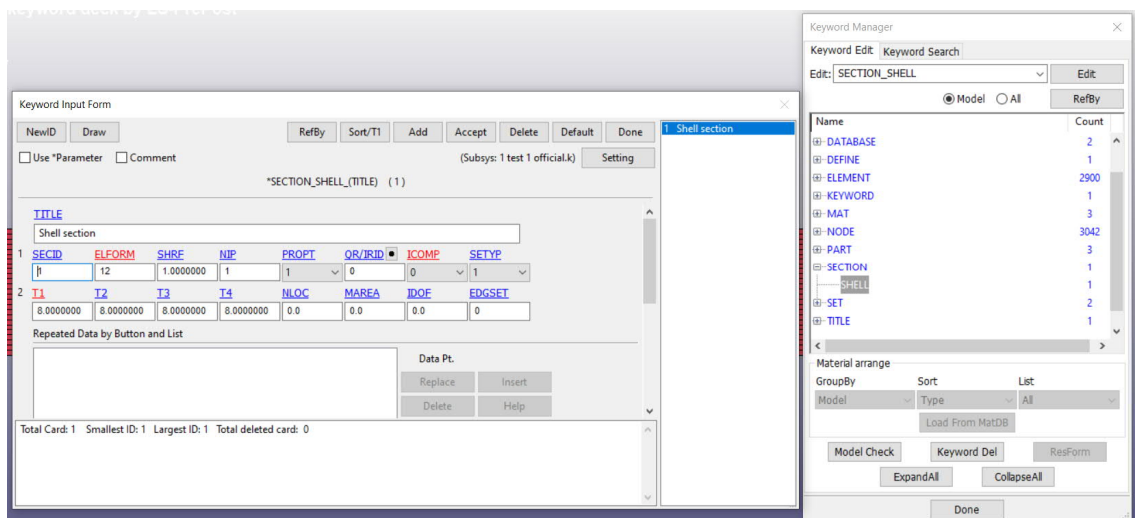 Keyword deck by LS-PrePost
Keyword Input Form
NewID Draw RefBy Sort/T1 Add Accept Delete Default Done
Use *Parameter Comment (Subsys: 1 test 1 official.k) Setting
*SECTION_SHELL_(TITLE) (1)
TITLE
Shell section
1 SECID ELFORM SHRF NIP PROPT QR/IRID ICOMP SETYP
1 12 1.0000000 1 1 0 0 1
2 T1 T2 T3 T4 NLOC MAREA IDOF EDGSET
8.0000000 8.0000000 8.0000000 8.0000000 0.0 0.0 0.0 0
Repeated Data by Button and List
Data Pt.
Replace Insert
Delete Help
Total Card: 1 Smallest ID: 1 Largest ID: 1 Total deleted card: 0
1 Shell section
Keyword Manager
Keyword Edit Keyword Search
Edit: SECTION_SHELL Edit
Model All RefBy
Name Count
DATABASE 2
DEFINE 1
ELEMENT 2900
KEYWORD 1
MAT 3
NODE 3042
PART 3
SECTION 1
SHELL 1
SET 2
TITLE 1
Material arrange
GroupBy Sort List
Model Type All
Load From MatDB
Model Check Keyword Del ResForm
ExpandAll CollapseAll
Done